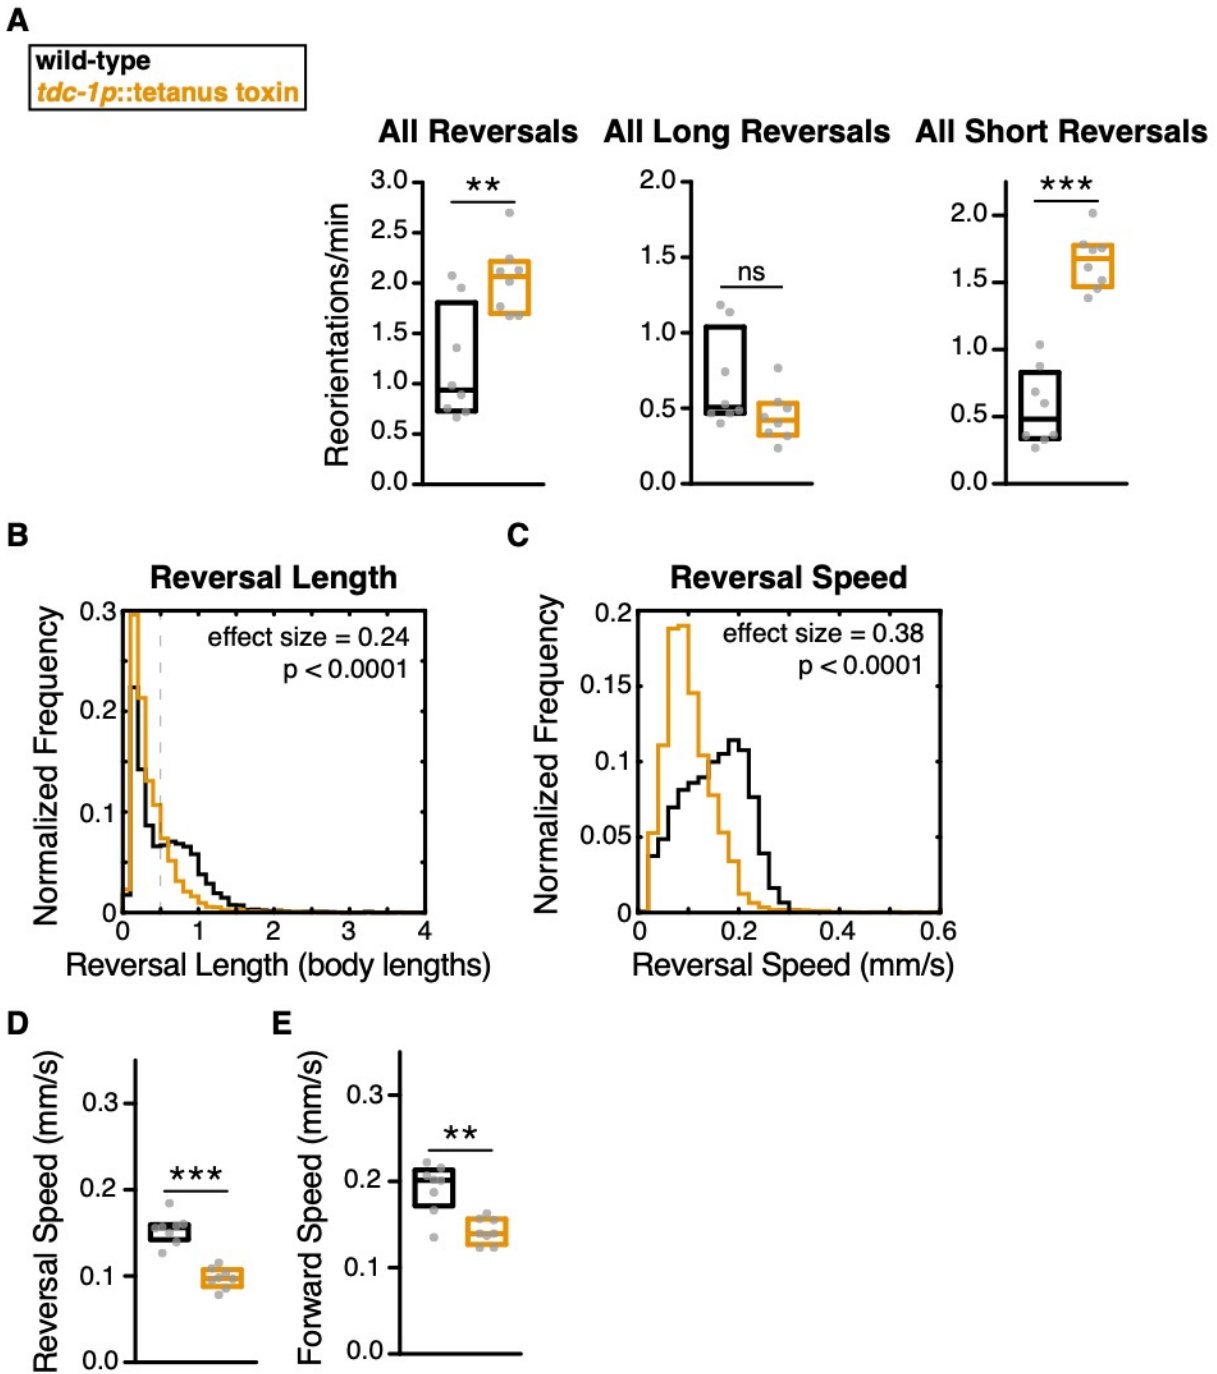 A
wild-type
tdc-1p::tetanus toxin
All Reversals
All Long Reversals
All Short Reversals
Reorientations/min
3.0
2.5
2.0
1.5
1.0
0.5
0.0
**
2.0
1.5
1.0
0.5
0.0
ns
2.0
1.5
1.0
0.5
0.0
***
B
Reversal Length
Normalized Frequency
0.3
0.2
0.1
0
effect size = 0.24
p < 0.0001
0 1 2 3 4
Reversal Length (body lengths)
C
Reversal Speed
Normalized Frequency
0.2
0.15
0.1
0.05
0
effect size = 0.38
p < 0.0001
0 0.2 0.4 0.6
Reversal Speed (mm/s)
D
Reversal Speed (mm/s)
0.3
0.2
0.1
0.0
***
E
Forward Speed (mm/s)
0.3
0.2
0.1
0.0
**